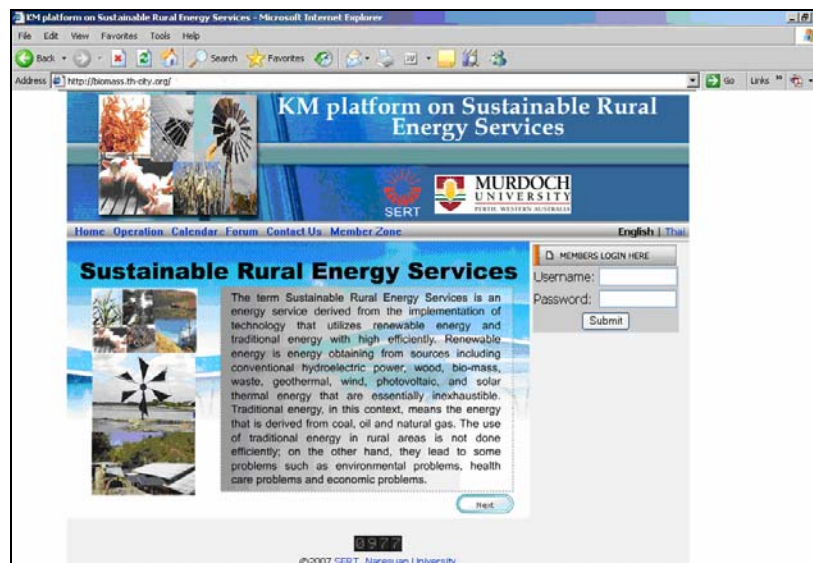 KM platform on Sustainable Rural Energy Services - Microsoft Internet Explorer
File Edit View Favorites Tools Help
Back Search Favorites
Address http://biomass.th-city.org/ Go Links »
KM platform on Sustainable Rural
Energy Services
SERT
MURDOCH
UNIVERSITY
PERTH, WESTERN AUSTRALIA
Home Operation Calendar Forum Contact Us Member Zone English | Thai
MEMBERS LOGIN HERE
Username:
Password:
Submit
Sustainable Rural Energy Services
The term Sustainable Rural Energy Services is an
energy service derived from the implementation of
technology that utilizes renewable energy and
traditional energy with high efficiently. Renewable
energy is energy obtaining from sources including
conventional hydroelectric power, wood, bio-mass,
waste, geothermal, wind, photovoltaic, and solar
thermal energy that are essentially inexhaustible.
Traditional energy, in this context, means the energy
that is derived from coal, oil and natural gas. The use
of traditional energy in rural areas is not done
efficiently; on the other hand, they lead to some
problems such as environmental problems, health
care problems and economic problems.
Next
0977
©2007 SERT, Naresuan University